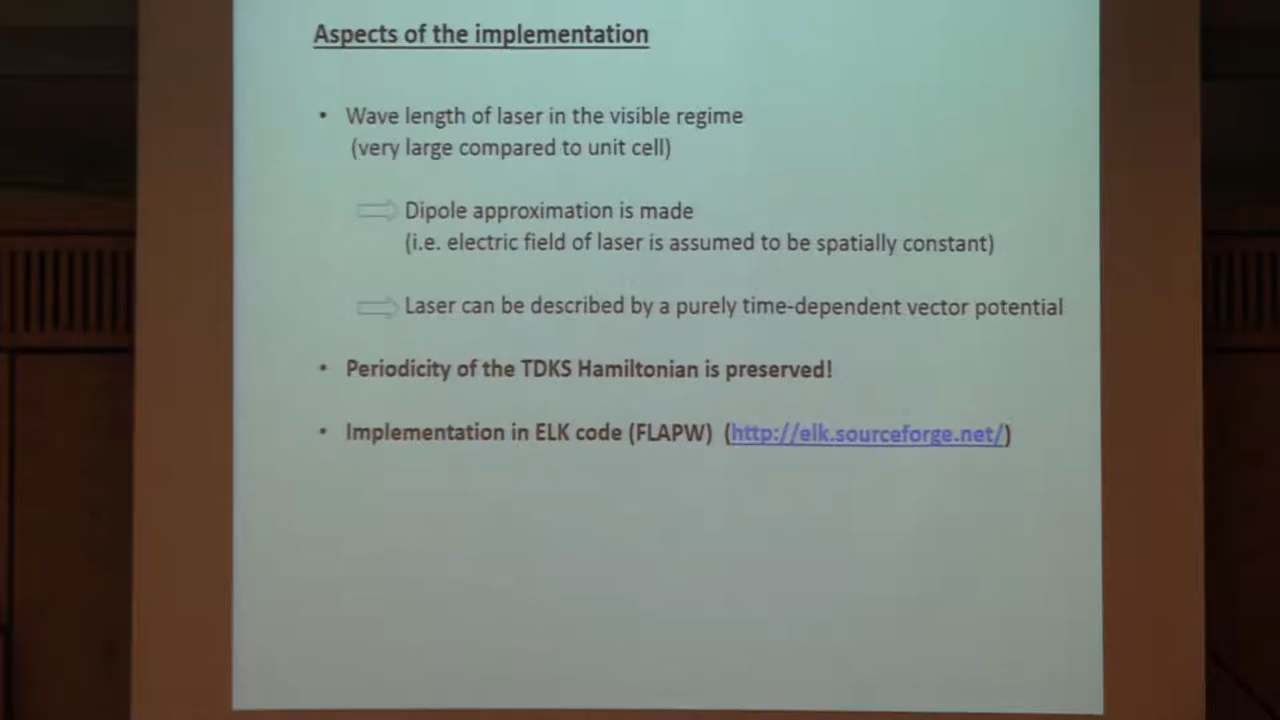 Aspects of the implementation
• Wave length of laser in the visible regime
(very large compared to unit cell)
Dipole approximation is made
(i.e. electric field of laser is assumed to be spatially constant)
Laser can be described by a purely time-dependent vector potential
• Periodicity of the TDKS Hamiltonian is preserved!
• Implementation in ELK code (FLAPW) (http://elk.sourceforge.net/)